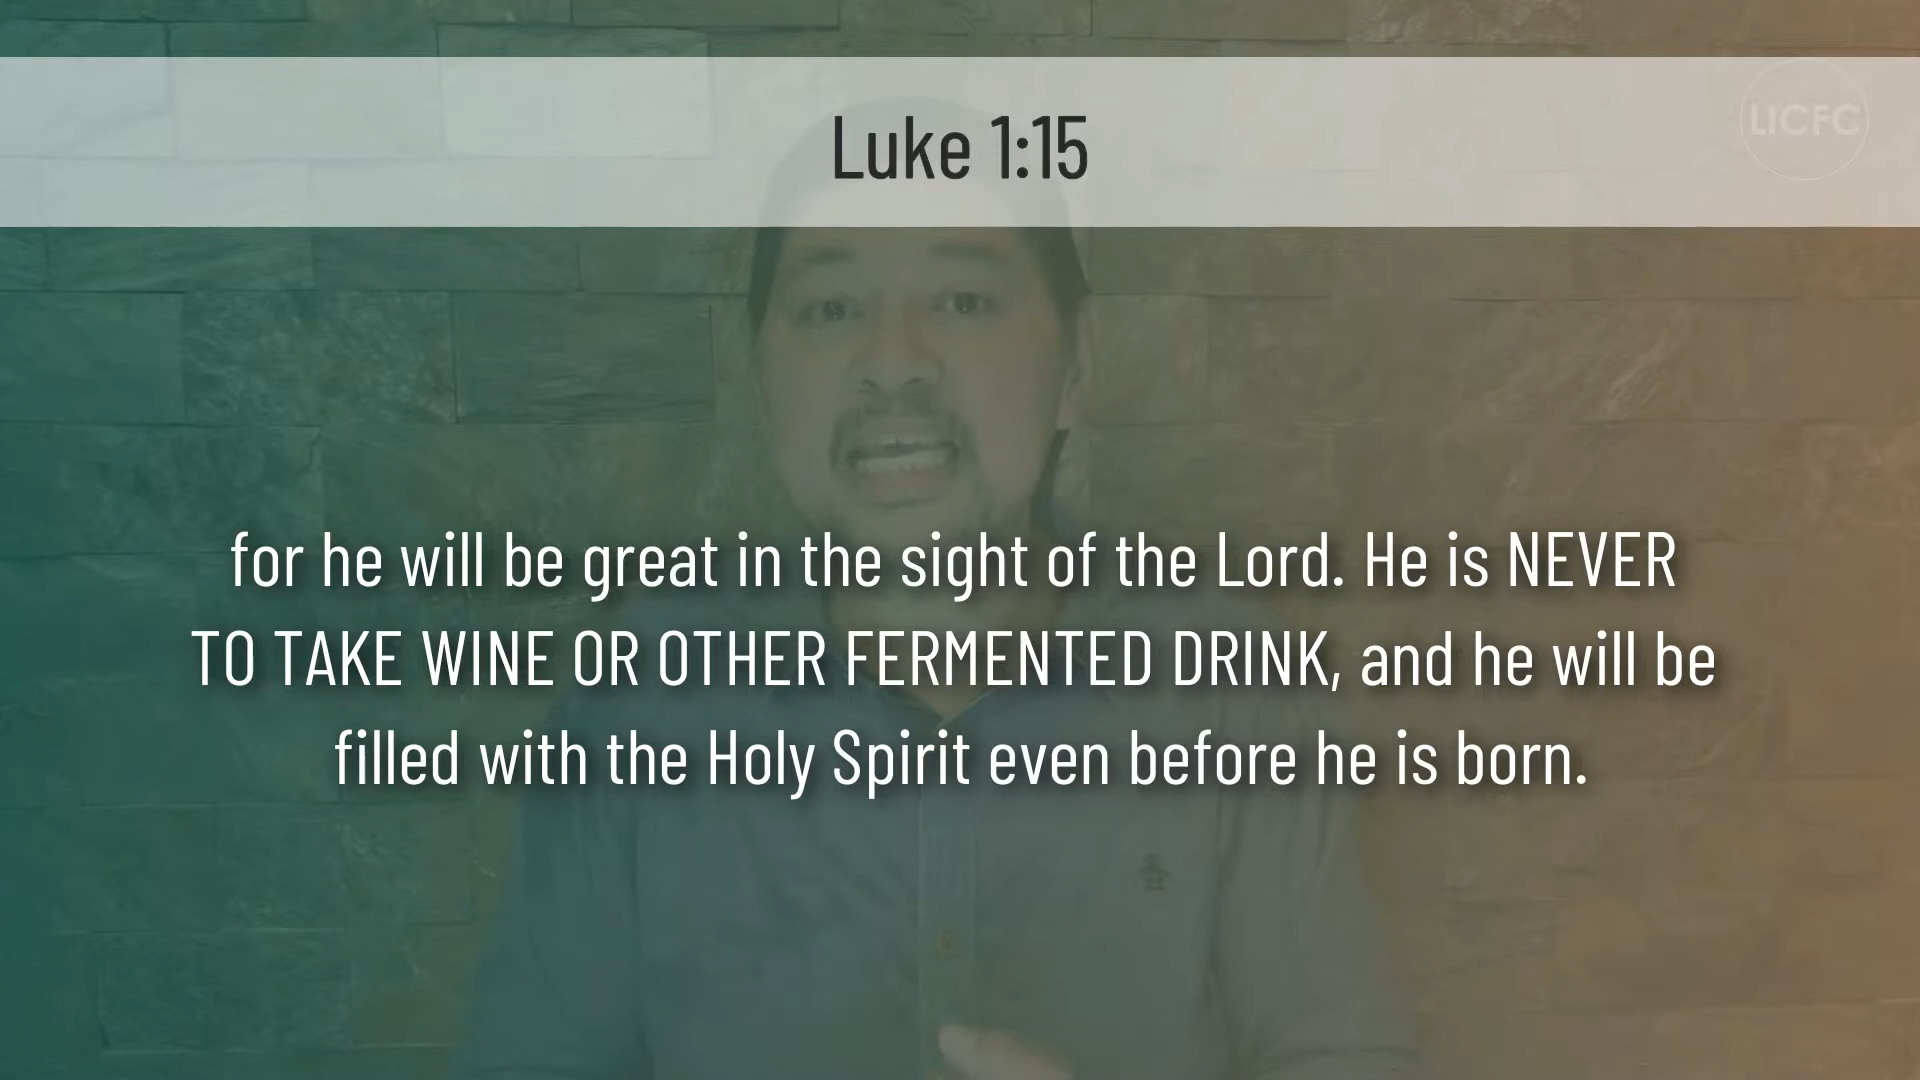 LICFC
Luke 1:15
for he will be great in the sight of the Lord. He is NEVER
TO TAKE WINE OR OTHER FERMENTED DRINK, and he will be
filled with the Holy Spirit even before he is born.